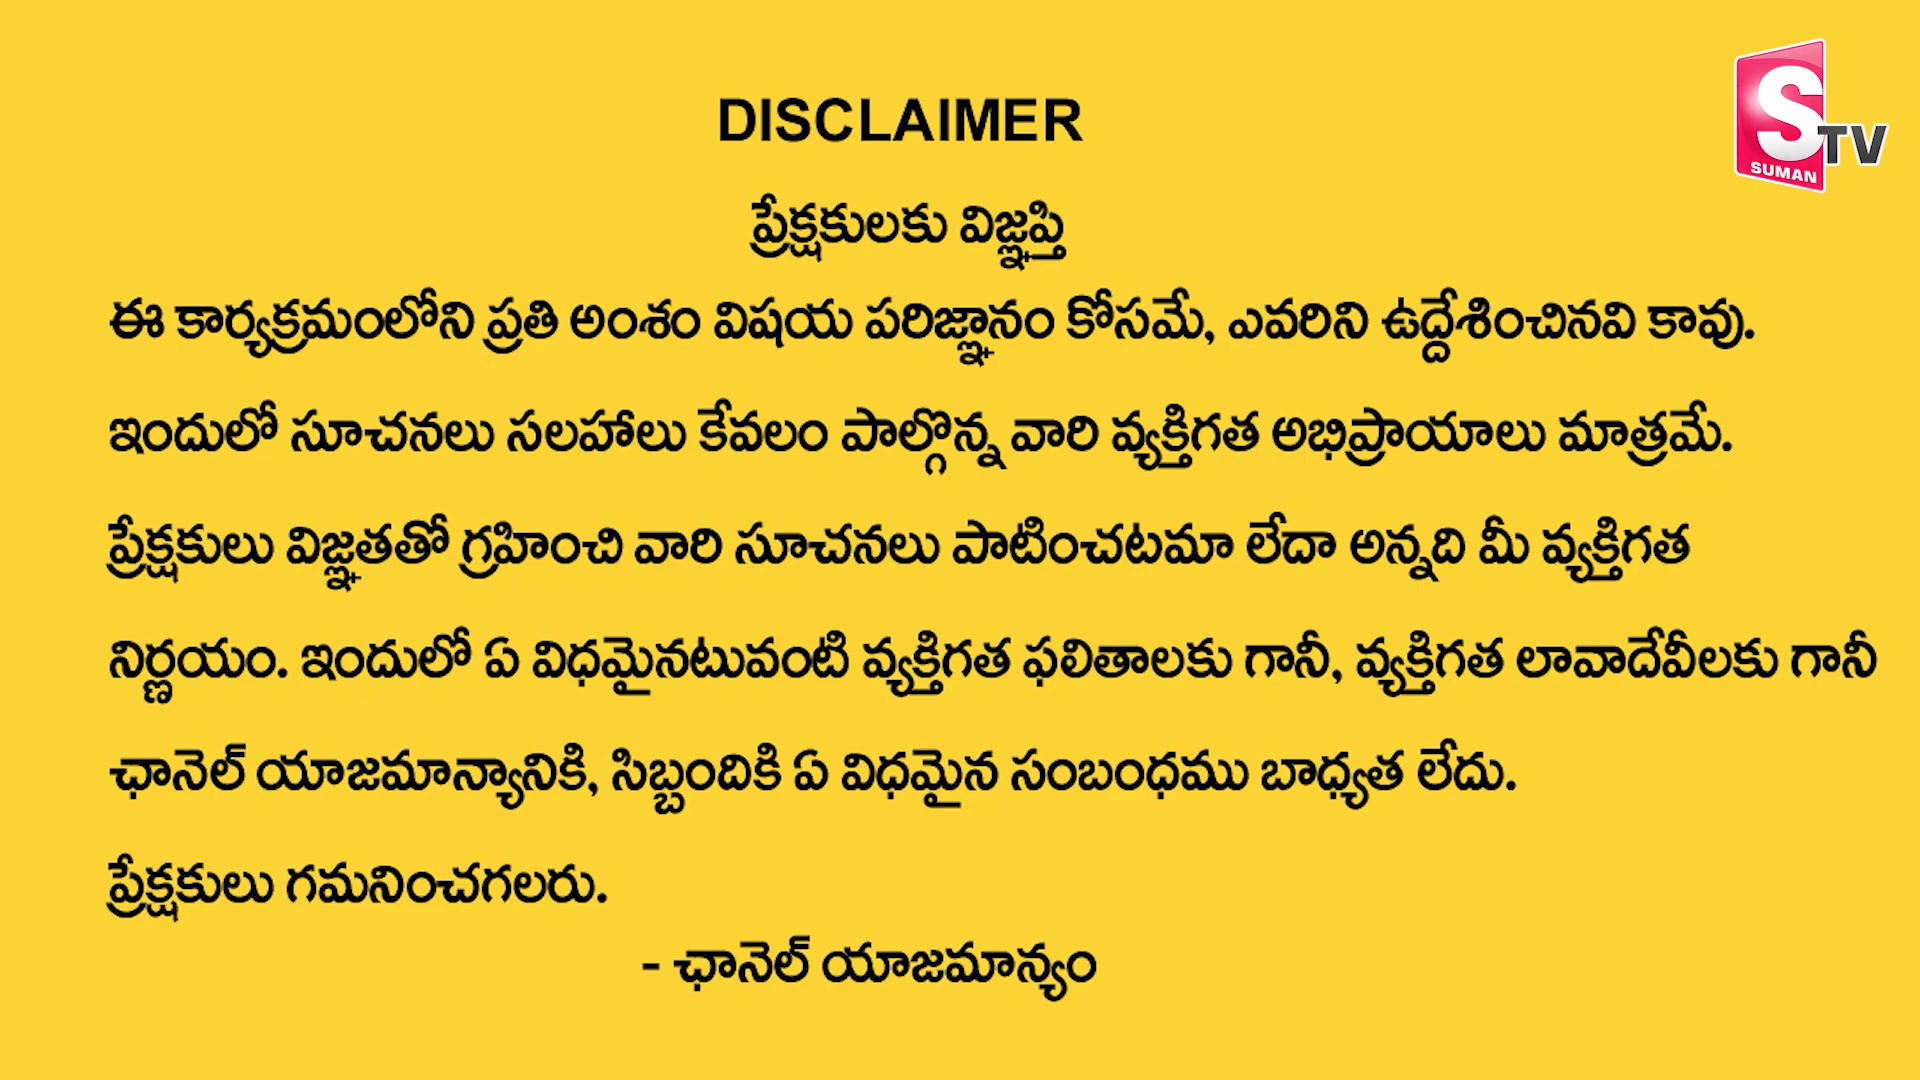 DISCLAIMER
S
TV
SUMAN
ప్రేక్షకులకు విజ్ఞప్తి
ఈ కార్యక్రమంలోని ప్రతి అంశం విషయ పరిజ్ఞానం కోసమే, ఎవరిని ఉద్దేశించినవి కావు.
ఇందులో సూచనలు సలహాలు కేవలం పాల్గొన్న వారి వ్యక్తిగత అభిప్రాయాలు మాత్రమే.
ప్రేక్షకులు విజ్ఞతతో గ్రహించి వారి సూచనలు పాటించటమా లేదా అన్నది మీ వ్యక్తిగత
నిర్ణయం. ఇందులో ఏ విధమైనటువంటి వ్యక్తిగత ఫలితాలకు గానీ, వ్యక్తిగత లావాదేవీలకు గానీ
ఛానెల్ యాజమాన్యానికి, సిబ్బందికి ఏ విధమైన సంబంధము బాధ్యత లేదు.
ప్రేక్షకులు గమనించగలరు.
- ఛానెల్ యాజమాన్యం